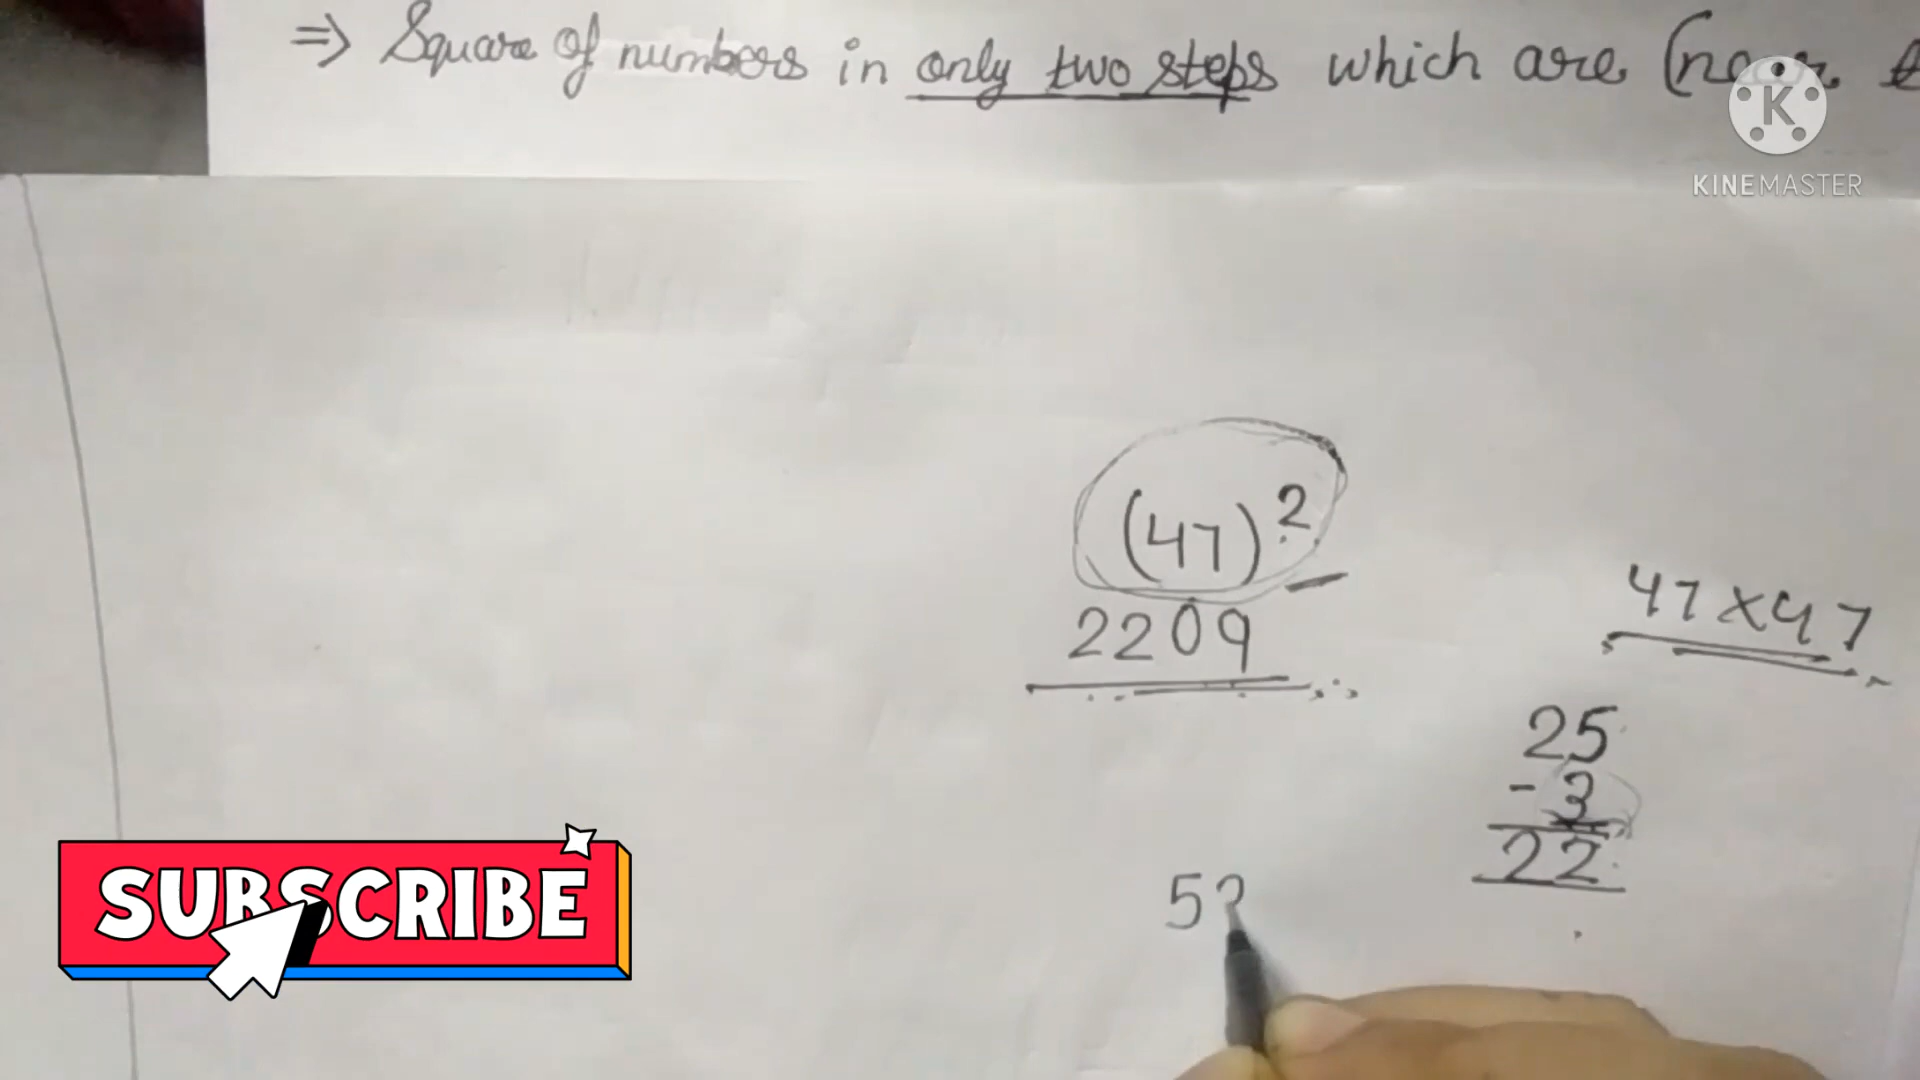 ⇒ Square of numbers in only two steps which are (near
KINEMASTER
(47)²
2209
47×47
25
- 3
22
SUBSCRIBE